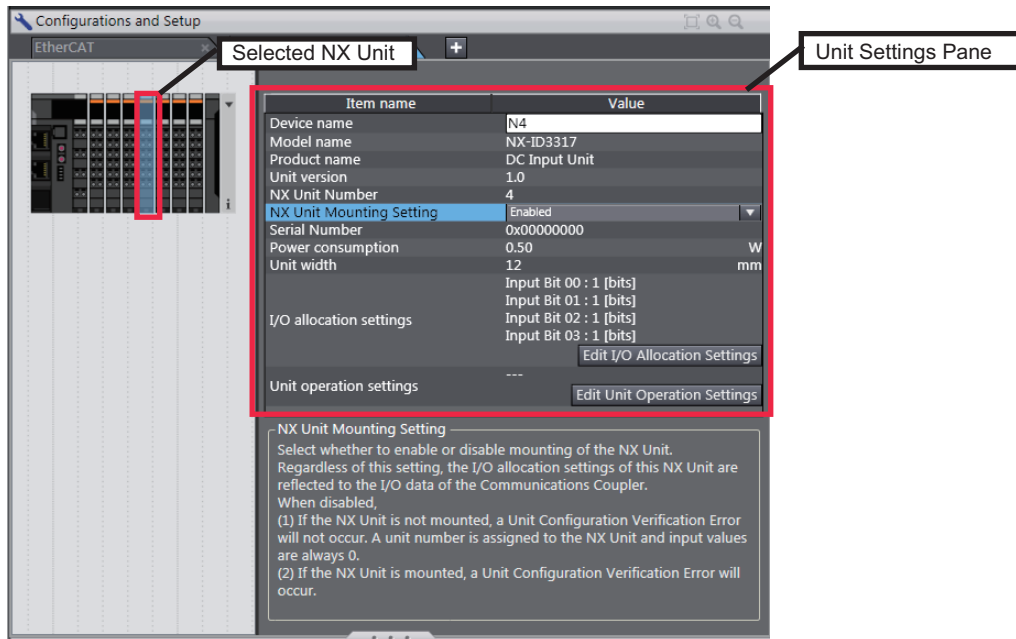 Configurations and Setup
EtherCAT
Selected NX Unit
Unit Settings Pane
Item name Value
Device name N4
Model name NX-ID3317
Product name DC Input Unit
Unit version 1.0
NX Unit Number 4
NX Unit Mounting Setting Enabled
Serial Number 0x00000000
Power consumption 0.50 W
Unit width 12 mm
Input Bit 00 : 1 [bits]
Input Bit 01 : 1 [bits]
I/O allocation settings Input Bit 02 : 1 [bits]
Input Bit 03 : 1 [bits]
Edit I/O Allocation Settings
---
Unit operation settings
Edit Unit Operation Settings
NX Unit Mounting Setting
Select whether to enable or disable mounting of the NX Unit.
Regardless of this setting, the I/O allocation settings of this NX Unit are
reflected to the I/O data of the Communications Coupler.
When disabled,
(1) If the NX Unit is not mounted, a Unit Configuration Verification Error
will not occur. A unit number is assigned to the NX Unit and input values
are always 0.
(2) If the NX Unit is mounted, a Unit Configuration Verification Error will
occur.